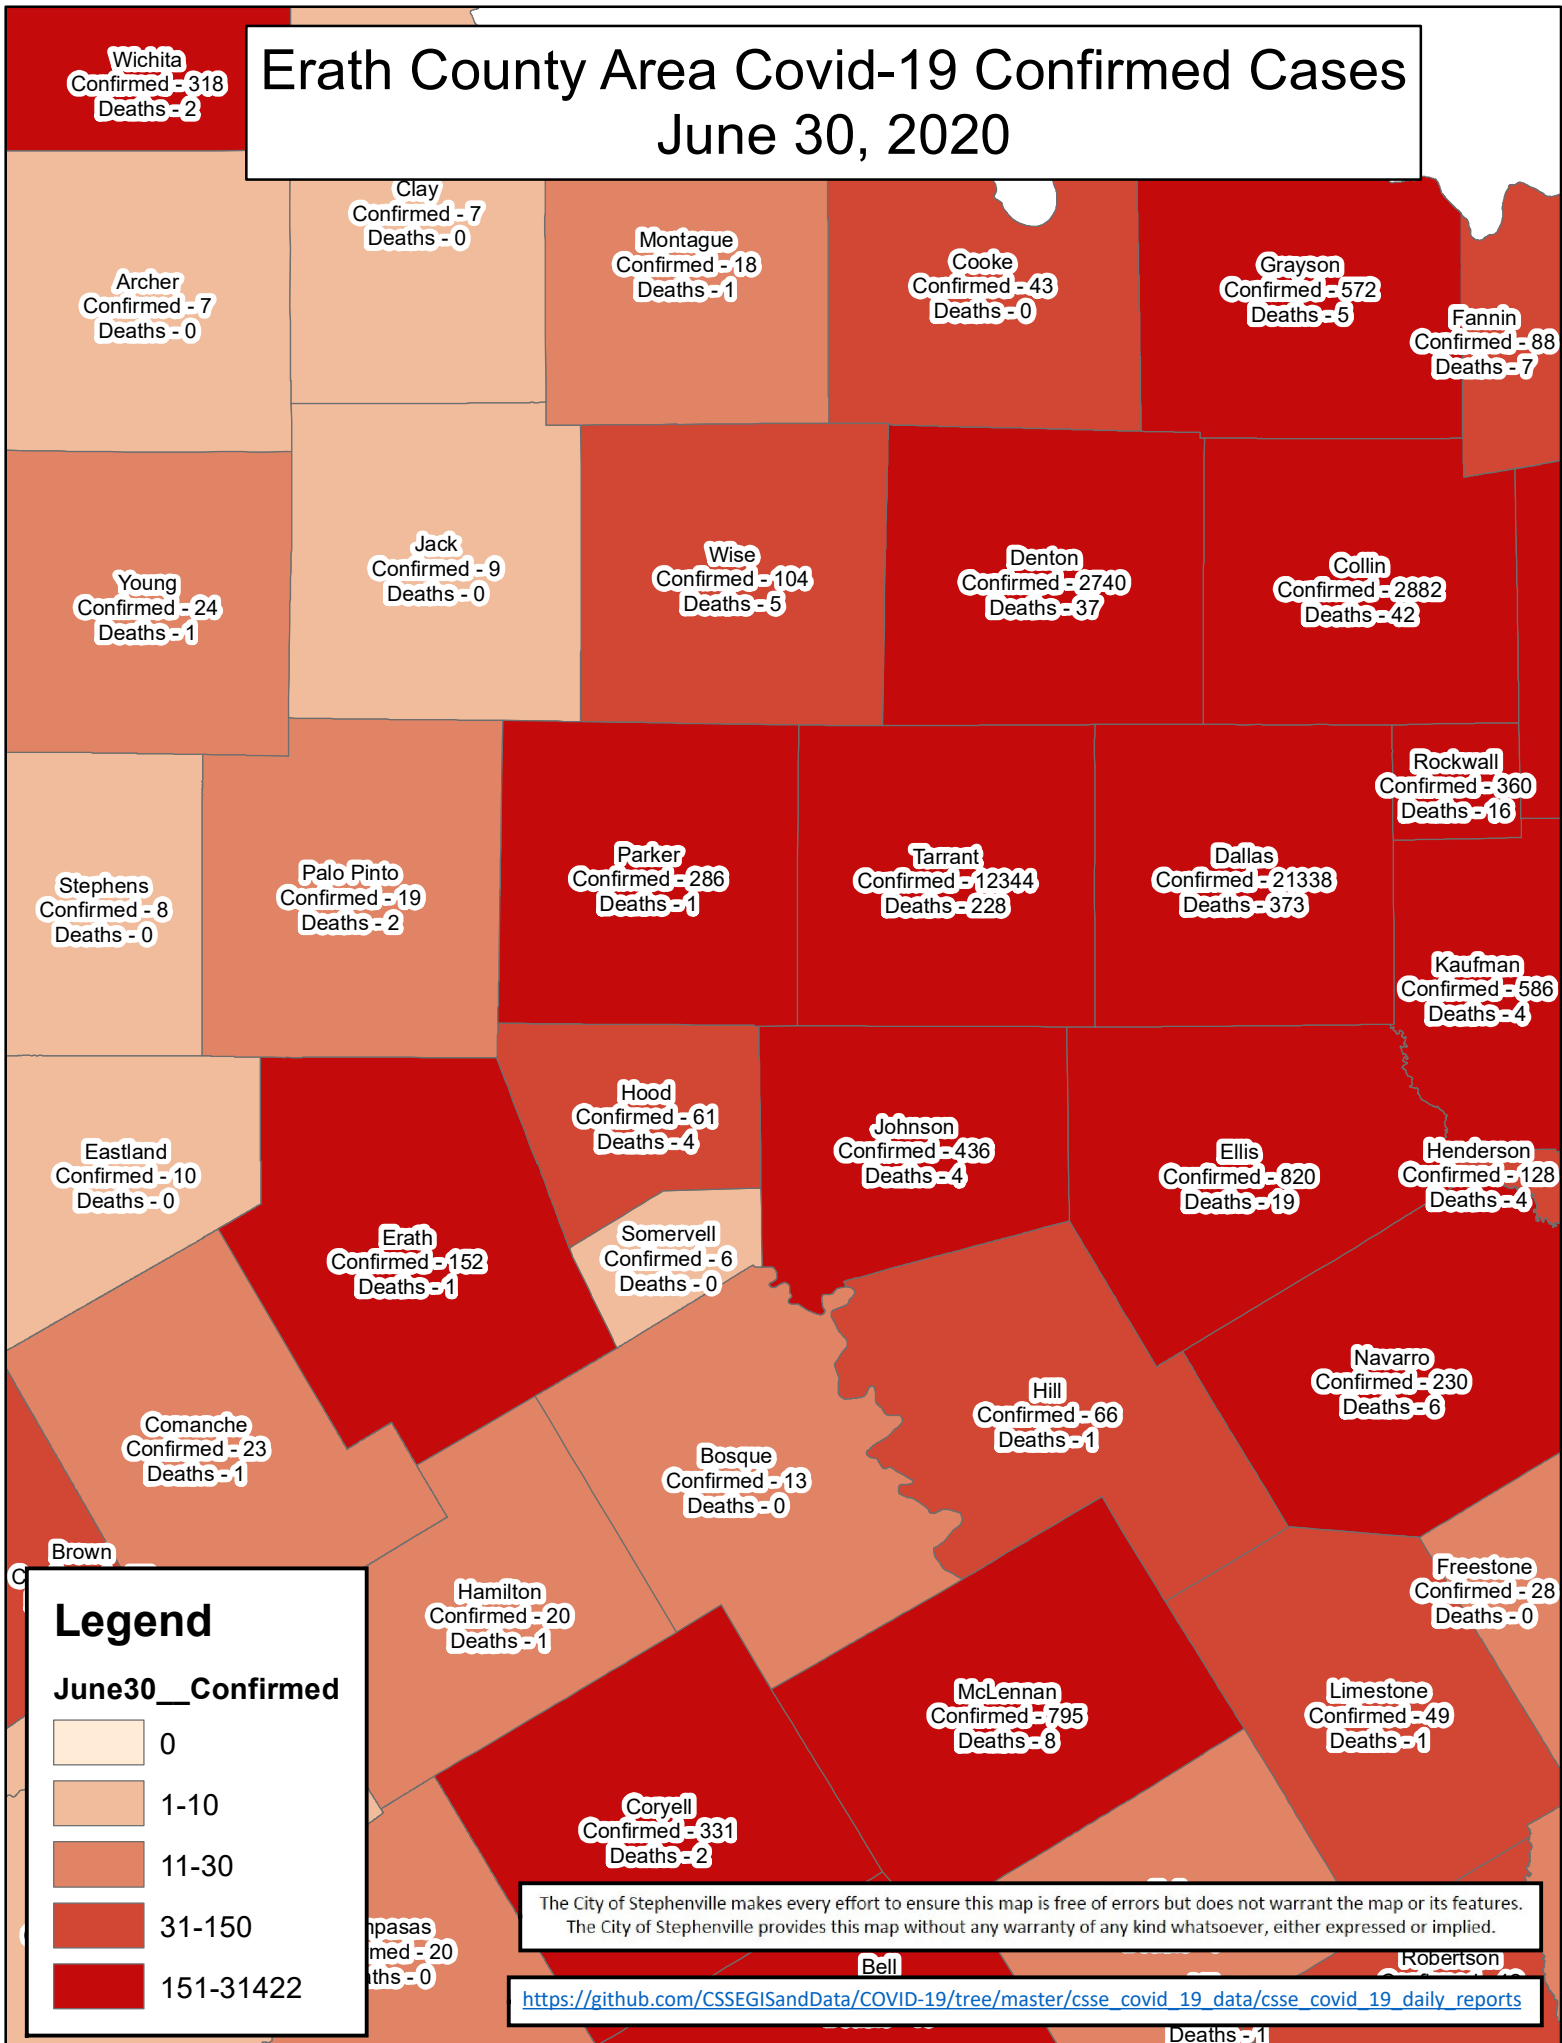 Erath County Area Covid-19 Confirmed Cases
June 30, 2020
Wichita
Confirmed - 318
Deaths - 2
Clay
Confirmed - 7
Deaths - 0
Archer
Confirmed - 7
Deaths - 0
Montague
Confirmed - 18
Deaths - 1
Cooke
Confirmed - 43
Deaths - 0
Grayson
Confirmed - 572
Deaths - 5
Fannin
Confirmed - 88
Deaths - 7
Young
Confirmed - 24
Deaths - 1
Jack
Confirmed - 9
Deaths - 0
Wise
Confirmed - 104
Deaths - 5
Denton
Confirmed - 2740
Deaths - 37
Collin
Confirmed - 2882
Deaths - 42
Rockwall
Confirmed - 360
Deaths - 16
Stephens
Confirmed - 8
Deaths - 0
Palo Pinto
Confirmed - 19
Deaths - 2
Parker
Confirmed - 286
Deaths - 1
Tarrant
Confirmed - 12344
Deaths - 228
Dallas
Confirmed - 21338
Deaths - 373
Kaufman
Confirmed - 586
Deaths - 4
Eastland
Confirmed - 10
Deaths - 0
Erath
Confirmed - 152
Deaths - 1
Hood
Confirmed - 61
Deaths - 4
Somervell
Confirmed - 6
Deaths - 0
Johnson
Confirmed - 436
Deaths - 4
Ellis
Confirmed - 820
Deaths - 19
Henderson
Confirmed - 128
Deaths - 4
Comanche
Confirmed - 23
Deaths - 1
Bosque
Confirmed - 13
Deaths - 0
Hill
Confirmed - 66
Deaths - 1
Navarro
Confirmed - 230
Deaths - 6
Brown
C
Hamilton
Confirmed - 20
Deaths - 1
Freestone
Confirmed - 28
Deaths - 0
McLennan
Confirmed - 795
Deaths - 8
Limestone
Confirmed - 49
Deaths - 1
Coryell
Confirmed - 331
Deaths - 2
mpasas
med - 20
ths - 0
Bell
Robertson
Deaths - 1
Legend
June30__Confirmed
0
1-10
11-30
31-150
151-31422
The City of Stephenville makes every effort to ensure this map is free of errors but does not warrant the map or its features.
The City of Stephenville provides this map without any warranty of any kind whatsoever, either expressed or implied.
https://github.com/CSSEGISandData/COVID-19/tree/master/csse_covid_19_data/csse_covid_19_daily_reports